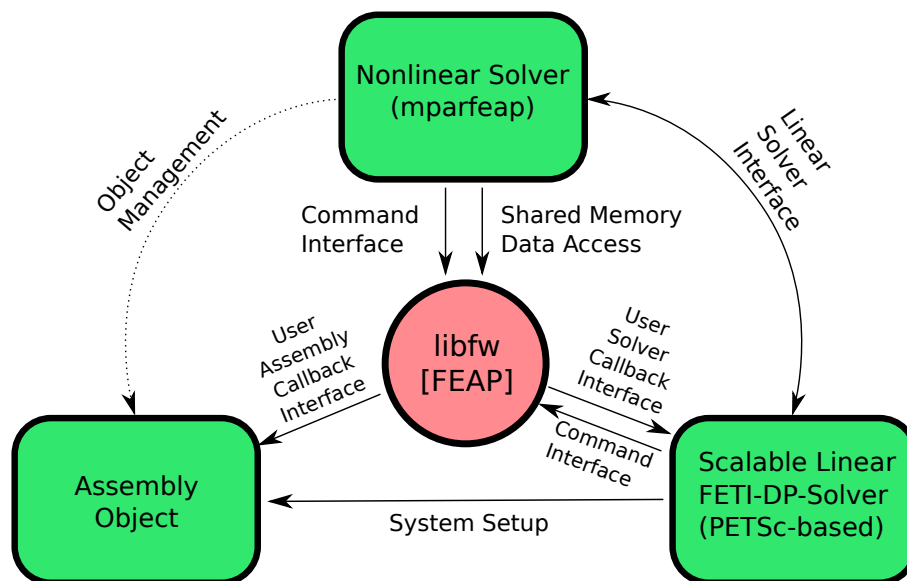 Nonlinear Solver
(mparfeap)
Object
Management
Linear
Solver
Interface
Command
Interface
Shared Memory
Data Access
libfw
[FEAP]
User
Assembly
Callback
Interface
User
Solver
Callback
Interface
Command
Interface
Assembly
Object
System Setup
Scalable Linear
FETI-DP-Solver
(PETSc-based)